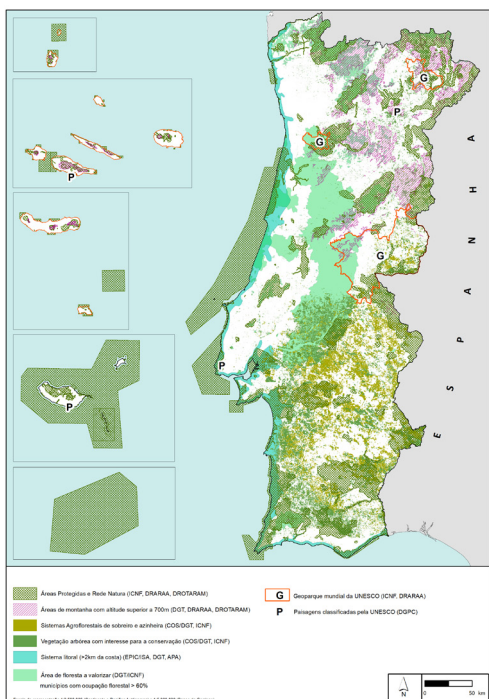 G
P
G
A
H
N
A
P
S
E
G
P
P
P
Áreas Protegidas e Rede Natura (ICNF, DRARAA, DROTARAM)
Áreas de montanha com altitude superior a 700m (DGT, DRARAA, DROTARAM)
Sistemas Agroflorestais de sobreiro e azinheira (COS/DGT, ICNF)
Vegetação arbórea com interesse para a conservação (COS/DGT, ICNF)
Sistema litoral (>2km da costa) (EPIC/ISA, DGT, APA)
Área de floresta a valorizar (DGT/ICNF)
municípios com ocupação florestal > 60%
G Geoparque mundial da UNESCO (ICNF, DRARAA)
P Paisagens classificadas pela UNESCO (DGPC)
N
0 50 km